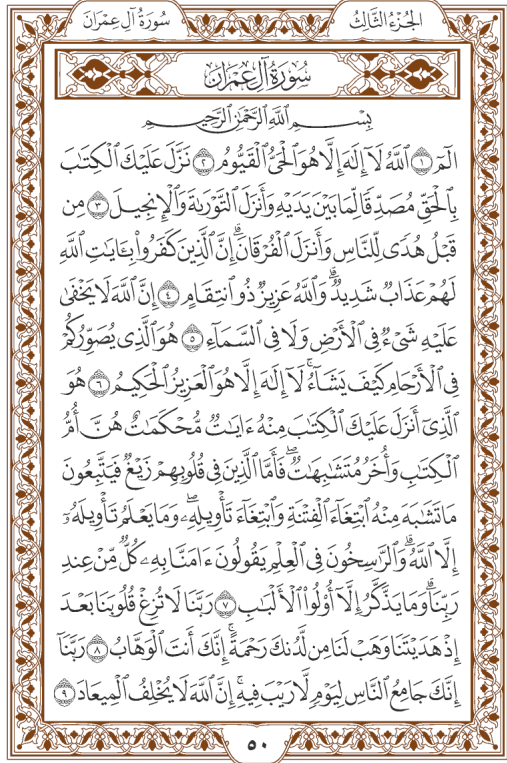 الجُزْءُ الثَّالِثُ
سُورَةُ آلِ عِمْرَان
سُورَةُ آلِ عِمْرَان
بِسْمِ ٱللَّهِ ٱلرَّحْمَٰنِ ٱلرَّحِيمِ
الٓمٓ ١ ٱللَّهُ لَآ إِلَٰهَ إِلَّا هُوَ ٱلْحَىُّ ٱلْقَيُّومُ ٢ نَزَّلَ عَلَيْكَ ٱلْكِتَٰبَ
بِٱلْحَقِّ مُصَدِّقًا لِّمَا بَيْنَ يَدَيْهِ وَأَنزَلَ ٱلتَّوْرَىٰةَ وَٱلْإِنجِيلَ ٣ مِن
قَبْلُ هُدًى لِّلنَّاسِ وَأَنزَلَ ٱلْفُرْقَانَۗ إِنَّ ٱلَّذِينَ كَفَرُوا۟ بِـَٔايَٰتِ ٱللَّهِ
لَهُمْ عَذَابٌ شَدِيدٌۗ وَٱللَّهُ عَزِيزٌ ذُو ٱنتِقَامٍ ٤ إِنَّ ٱللَّهَ لَا يَخْفَىٰ
عَلَيْهِ شَىْءٌ فِى ٱلْأَرْضِ وَلَا فِى ٱلسَّمَآءِ ٥ هُوَ ٱلَّذِى يُصَوِّرُكُمْ
فِى ٱلْأَرْحَامِ كَيْفَ يَشَآءُۚ لَآ إِلَٰهَ إِلَّا هُوَ ٱلْعَزِيزُ ٱلْحَكِيمُ ٦ هُوَ
ٱلَّذِىٓ أَنزَلَ عَلَيْكَ ٱلْكِتَٰبَ مِنْهُ ءَايَٰتٌ مُّحْكَمَٰتٌ هُنَّ أُمُّ
ٱلْكِتَٰبِ وَأُخَرُ مُتَشَٰبِهَٰتٌۖ فَأَمَّا ٱلَّذِينَ فِى قُلُوبِهِمْ زَيْغٌ فَيَتَّبِعُونَ
مَا تَشَٰبَهَ مِنْهُ ٱبْتِغَآءَ ٱلْفِتْنَةِ وَٱبْتِغَآءَ تَأْوِيلِهِۦۖ وَمَا يَعْلَمُ تَأْوِيلَهُۥٓ
إِلَّا ٱللَّهُۗ وَٱلرَّٰسِخُونَ فِى ٱلْعِلْمِ يَقُولُونَ ءَامَنَّا بِهِۦ كُلٌّ مِّنْ عِندِ
رَبِّنَاۗ وَمَا يَذَّكَّرُ إِلَّآ أُو۟لُوا۟ ٱلْأَلْبَٰبِ ٧ رَبَّنَا لَا تُزِغْ قُلُوبَنَا بَعْدَ
إِذْ هَدَيْتَنَا وَهَبْ لَنَا مِن لَّدُنكَ رَحْمَةًۚ إِنَّكَ أَنتَ ٱلْوَهَّابُ ٨ رَبَّنَآ
إِنَّكَ جَامِعُ ٱلنَّاسِ لِيَوْمٍ لَّا رَيْبَ فِيهِۚ إِنَّ ٱللَّهَ لَا يُخْلِفُ ٱلْمِيعَادَ ٩
٥٠